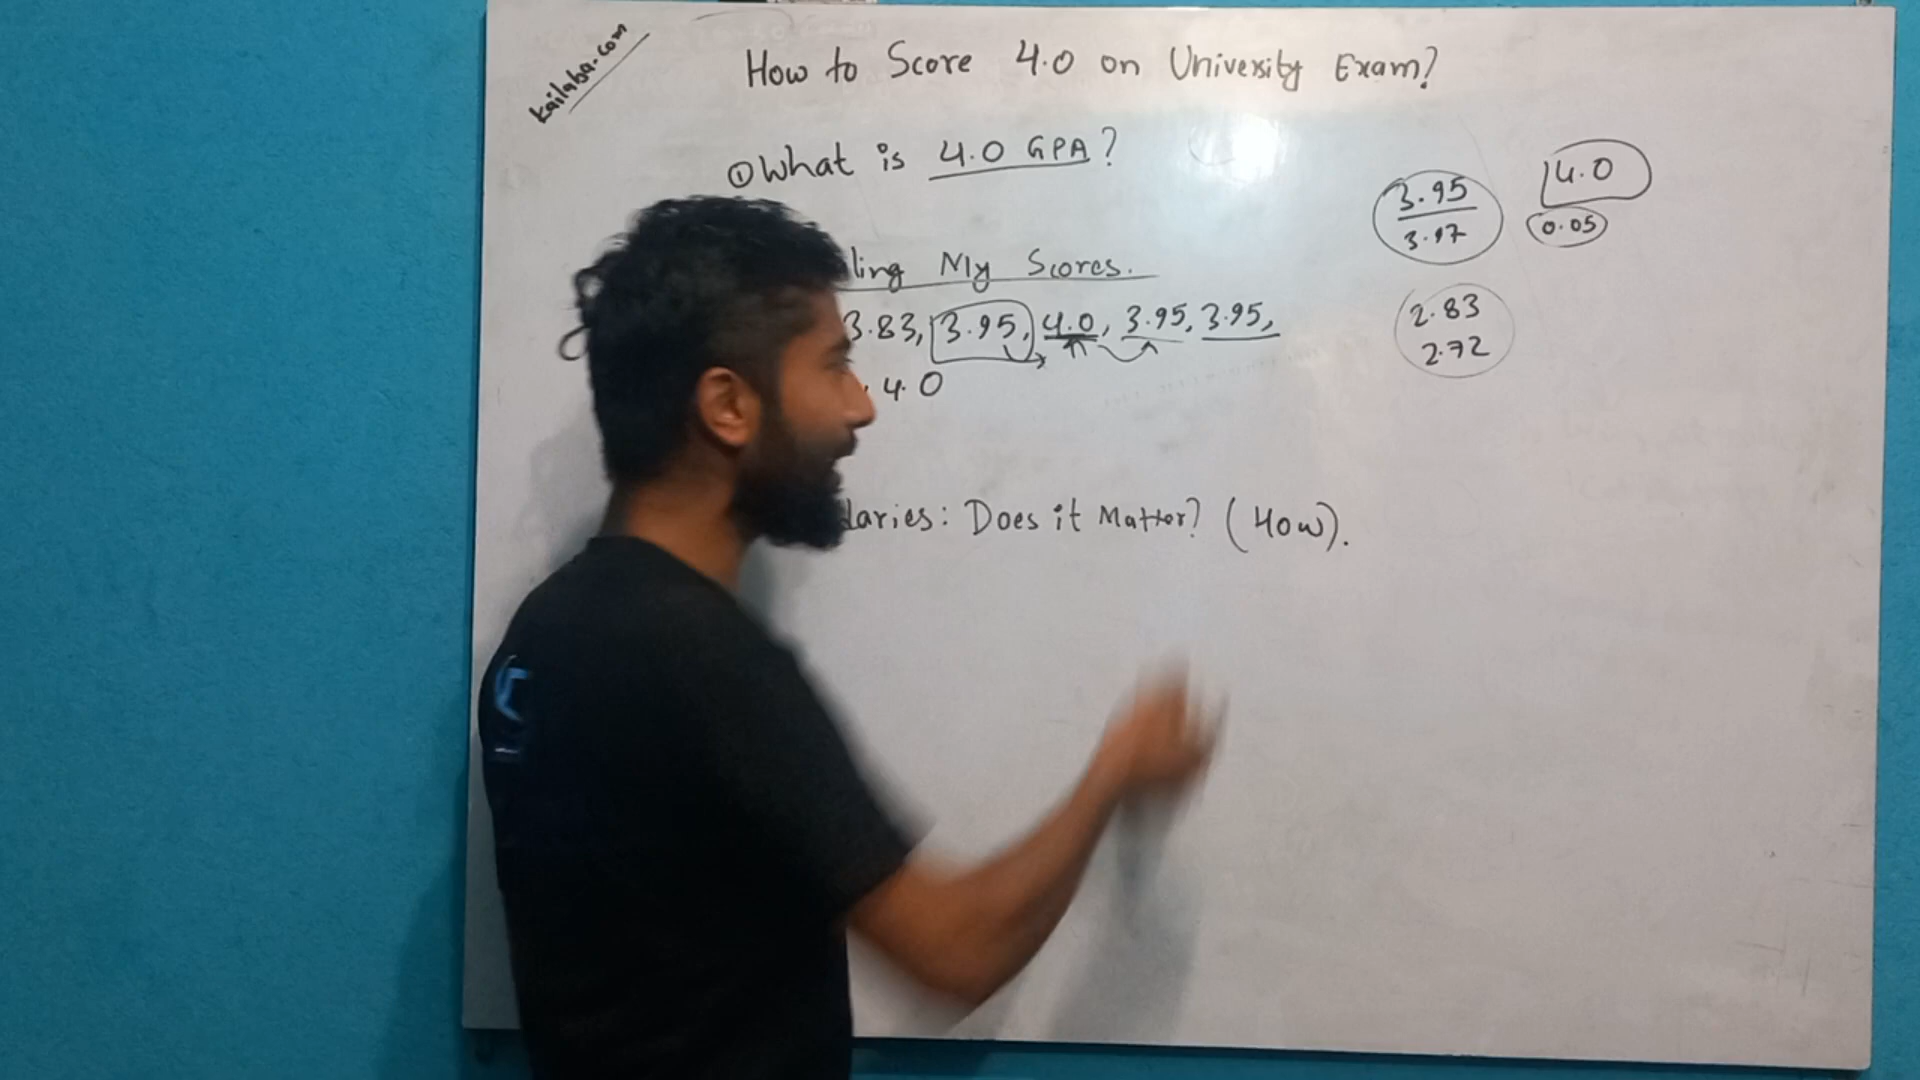 kailaba.com
How to Score 4.0 on University Exam?
① What is 4.0 GPA?
3.95
3.97
4.0
0.05
ling My Scores.
3.83, 3.95, 4.0, 3.95, 3.95,
4.0
2.83
2.72
laries: Does it Matter? (How).